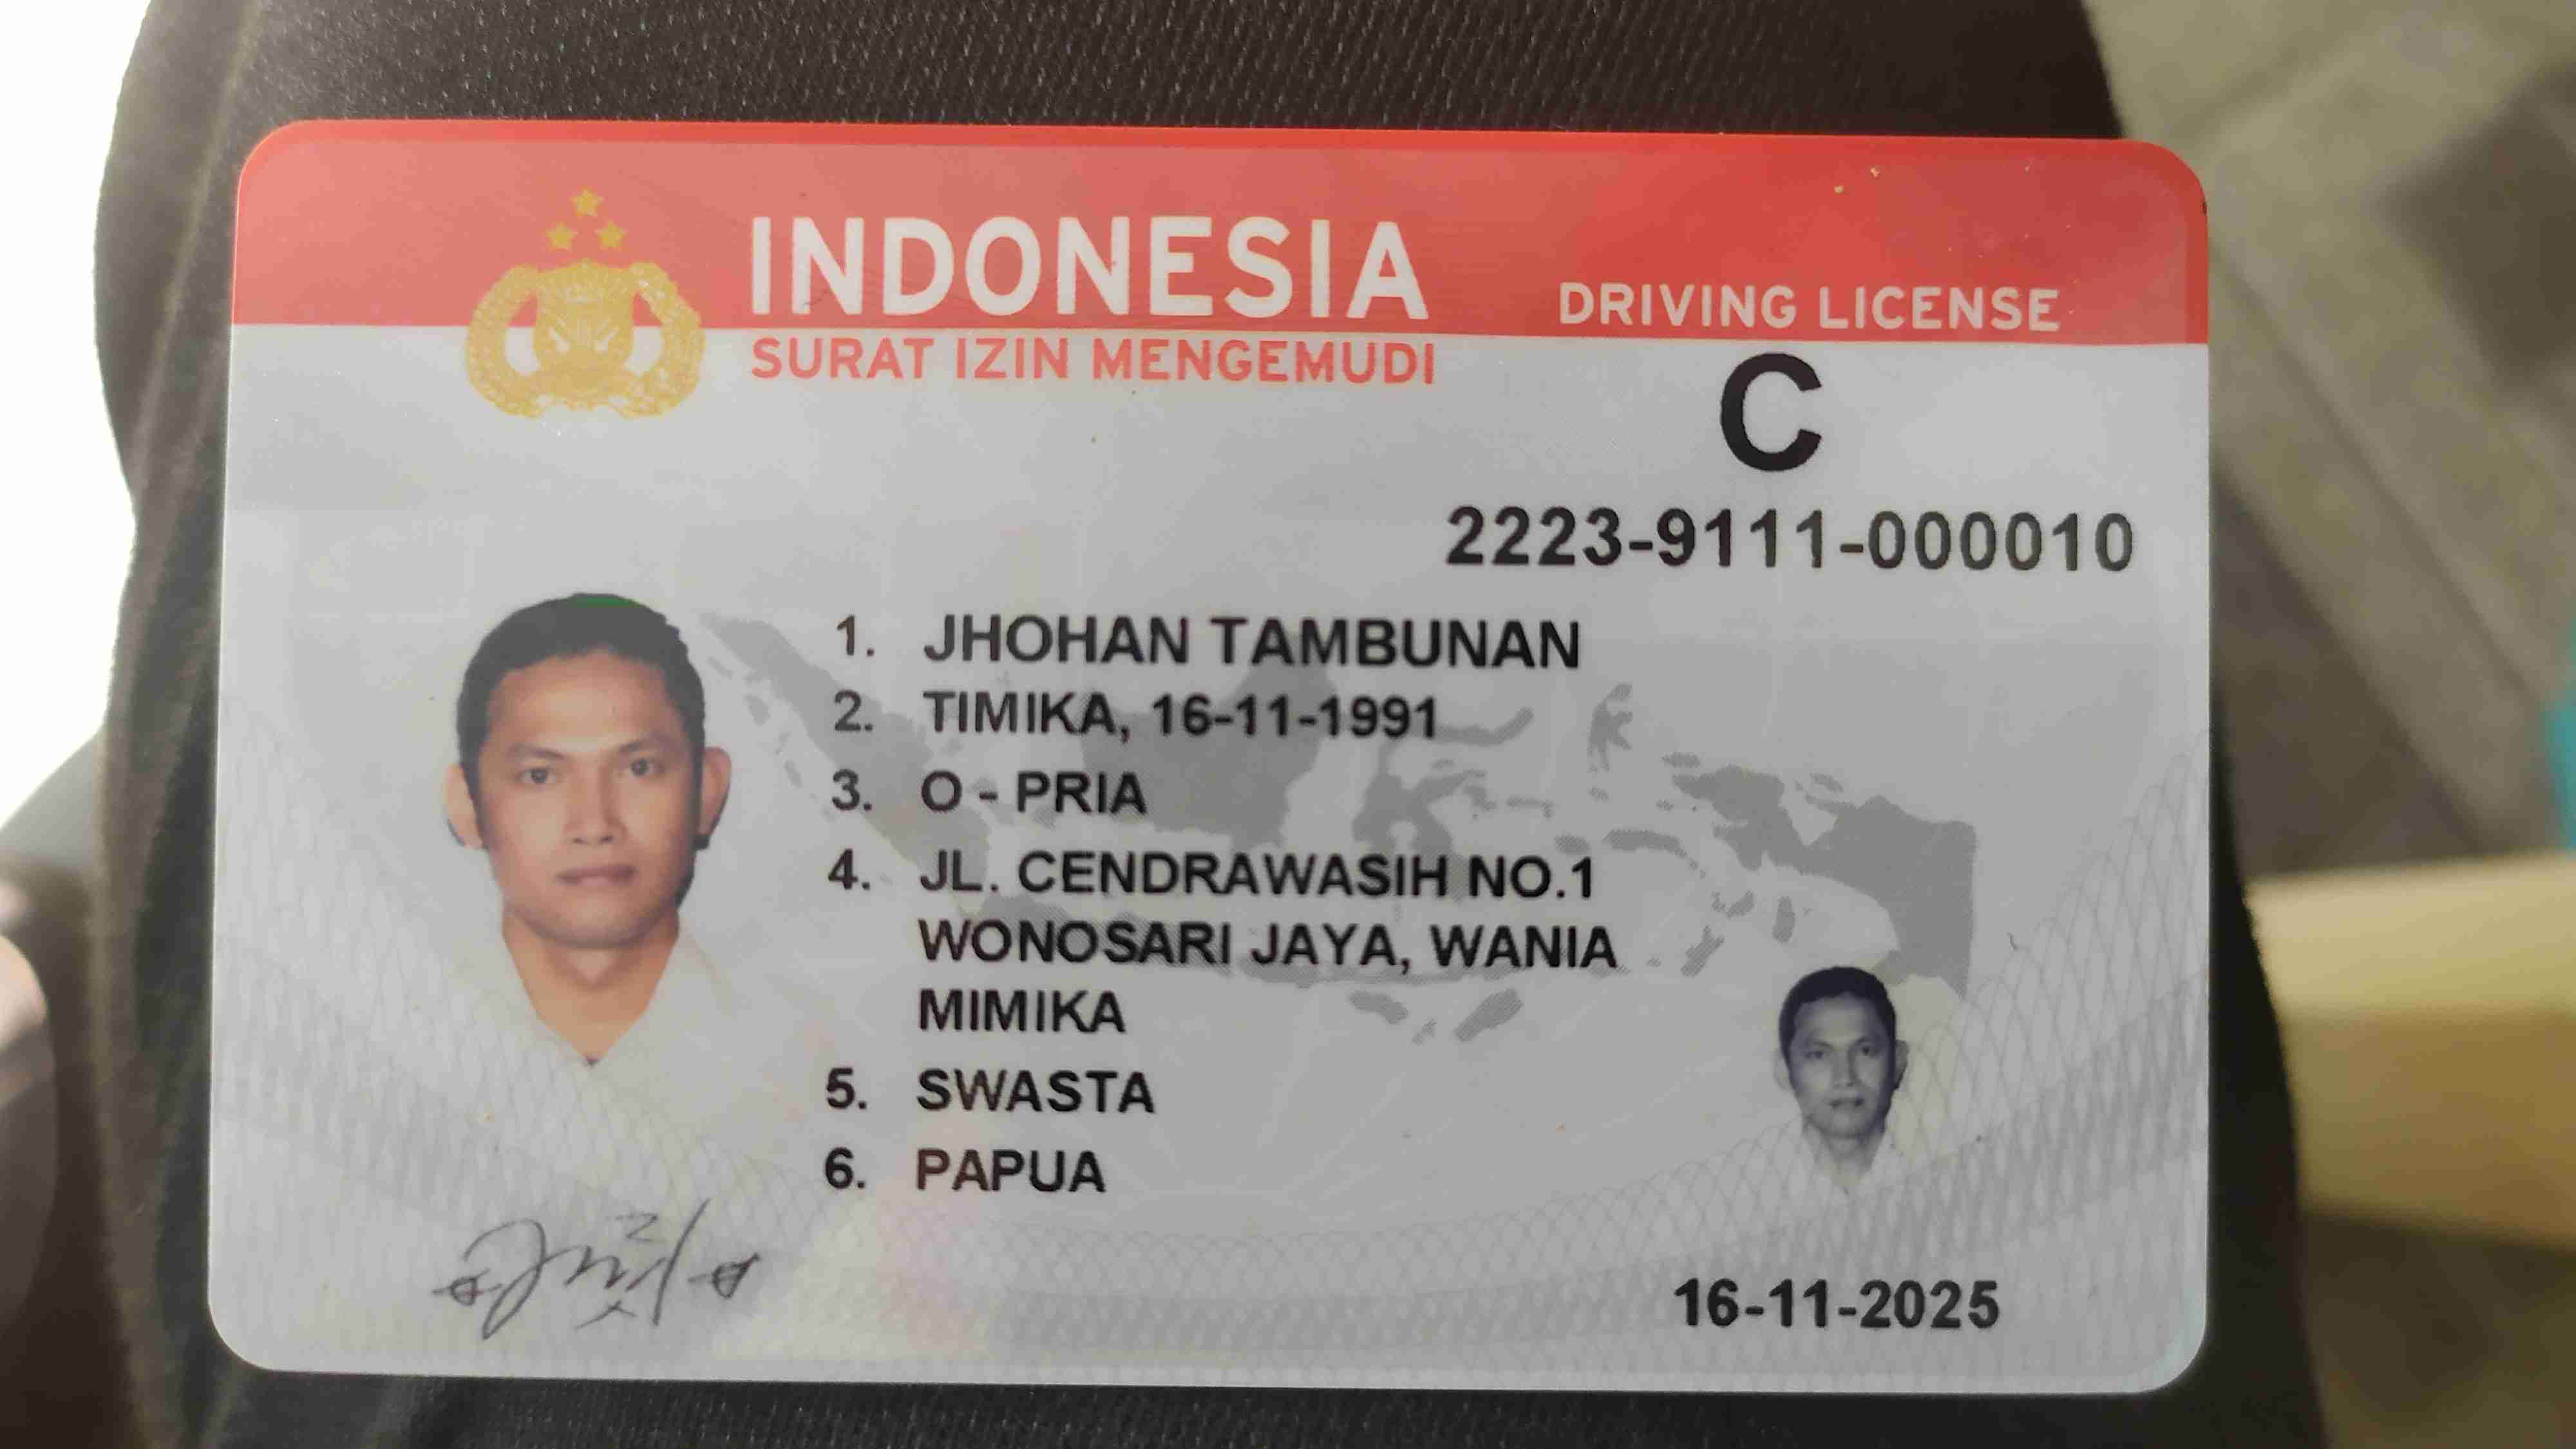 INDONESIA
DRIVING LICENSE
SURAT IZIN MENGEMUDI
C
2223-9111-000010
1. JHOHAN TAMBUNAN
2. TIMIKA, 16-11-1991
3. O - PRIA
4. JL. CENDRAWASIH NO.1
WONOSARI JAYA, WANIA
MIMIKA
5. SWASTA
6. PAPUA
16-11-2025